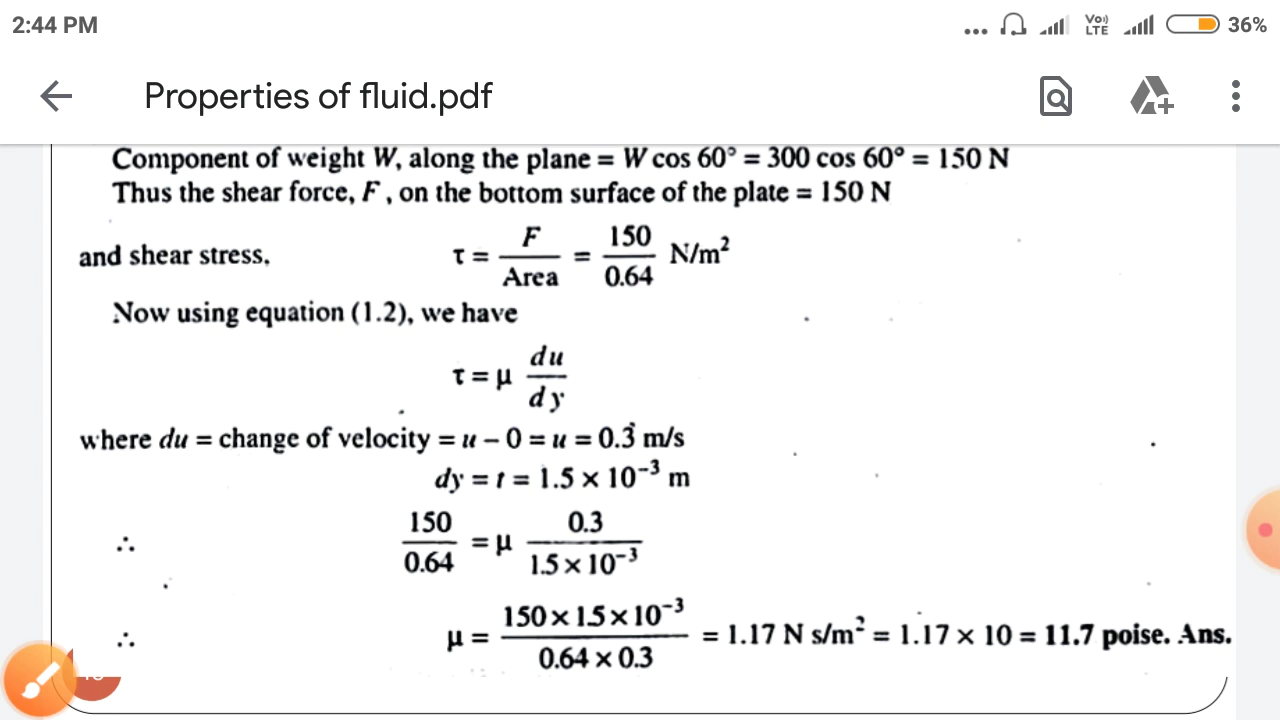 2:44 PM
... Vo)) LTE 36%
Properties of fluid.pdf
Component of weight W, along the plane = W cos 60° = 300 cos 60° = 150 N
Thus the shear force, F , on the bottom surface of the plate = 150 N
and shear stress, τ = F / Area = 150 / 0.64 N/m²
Now using equation (1.2), we have
τ = μ du / dy
where du = change of velocity = u – 0 = u = 0.3 m/s
dy = t = 1.5 × 10⁻³ m
∴ 150 / 0.64 = μ 0.3 / 1.5 × 10⁻³
∴ μ = 150 × 1.5 × 10⁻³ / 0.64 × 0.3 = 1.17 N s/m² = 1.17 × 10 = 11.7 poise. Ans.